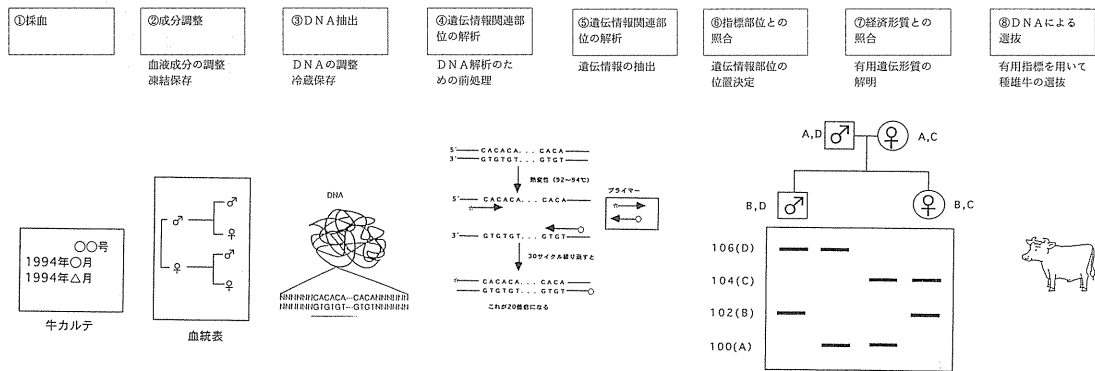 ①採血
②成分調整
③ＤＮＡ抽出
④遺伝情報関連部
位の解析
⑤遺伝情報関連部
位の解析
⑥指標部位との
照合
⑦経済形質との
照合
⑧ＤＮＡによる
選抜
血液成分の調整
凍結保存
ＤＮＡの調整
冷蔵保存
ＤＮＡ解析のた
めの前処理
遺伝情報の抽出
遺伝情報部位の
位置決定
有用遺伝形質の
解明
有用指標を用いて
種雄牛の選抜
○○号
1994年○月
1994年△月
牛カルテ
♂
♀
♂
♀
♂
♀
血統表
DNA
NNNNNNCACACA…CACANNNNNN
NNNNNNGTGTGT…GTGTNNNNNN
5' CACACA... CACA
3' GTGTGT... GTGT
熱変性（92～94℃）
5' CACACA... CACA
プライマー
3' GTGTGT... GTGT
30サイクル繰り返すと
CACACA... CACA
GTGTGT... GTGT
これが20億倍になる
A,D ♂ ♀ A,C
B,D ♂ ♀ B,C
106(D)
104(C)
102(B)
100(A)